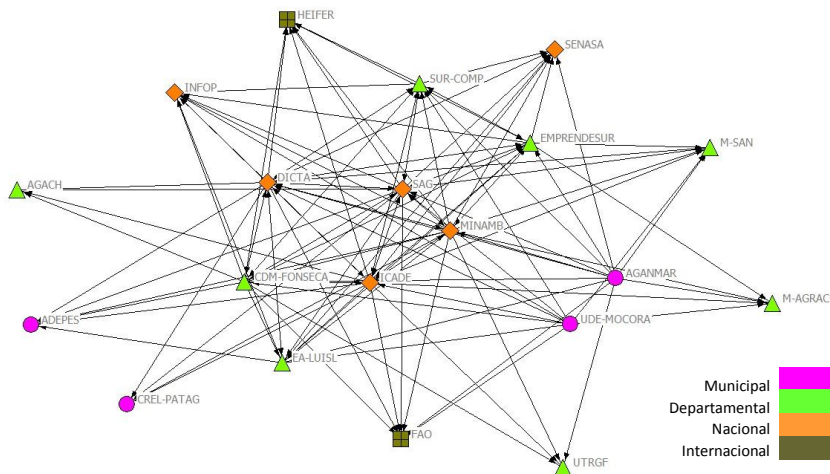 HEIFER
SENASA
SUR-COMP
INFOP
EMPRENDESUR
M-SAN
DICTA
SAG
AGACH
MINAMB
CDM-FONSECA
ICADE
AGANMAR
M-AGRAC
ADEPES
UDE-MOCORA
EA-LUISL
CREL-PATAG
FAO
UTRGF
Municipal
Departamental
Nacional
Internacional